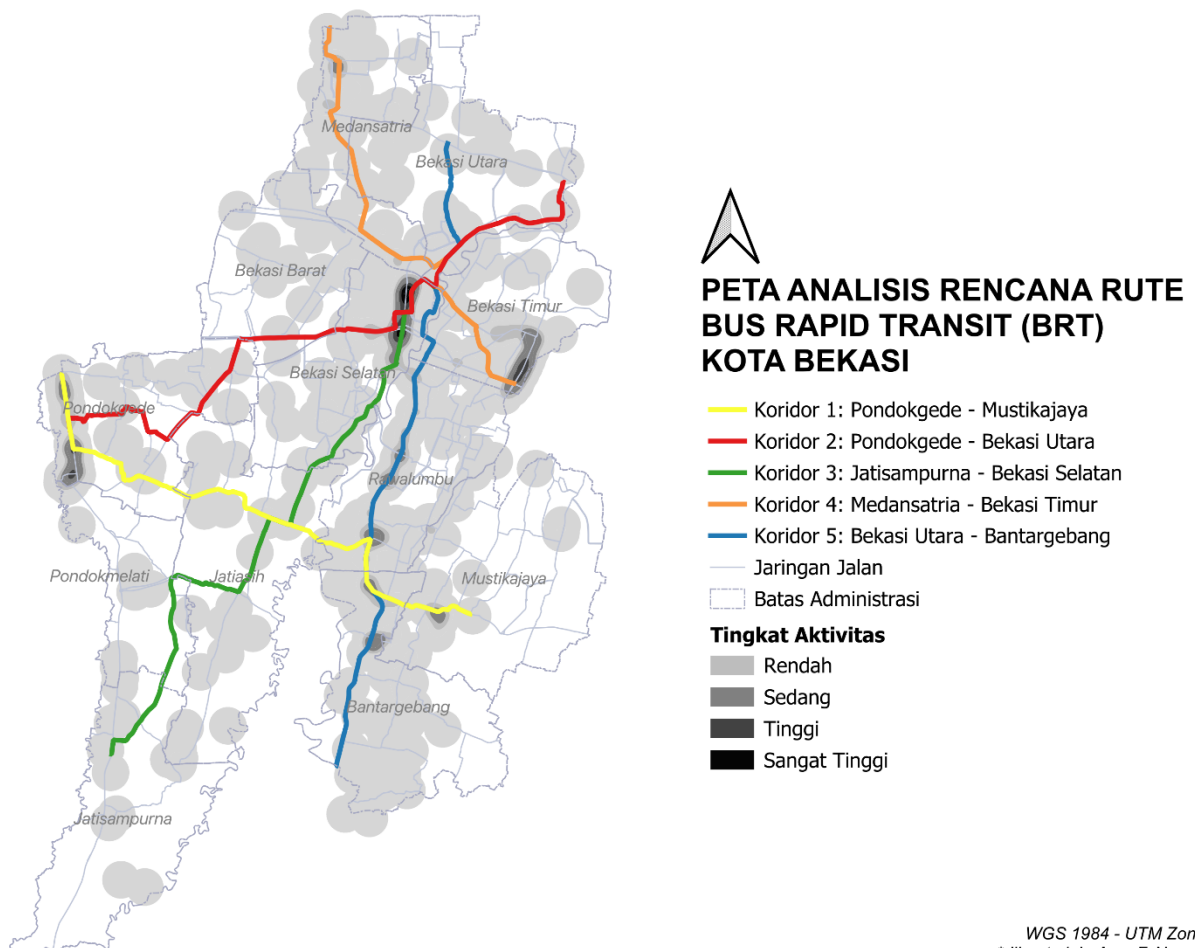 Medansatria
Bekasi Utara
Bekasi Barat
Bekasi Timur
Bekasi Selatan
Pondokgede
Rawalumbu
Pondokmelati
Jatiasih
Mustikajaya
Bantargebang
Jatisampurna
PETA ANALISIS RENCANA RUTE
BUS RAPID TRANSIT (BRT)
KOTA BEKASI
Koridor 1: Pondokgede - Mustikajaya
Koridor 2: Pondokgede - Bekasi Utara
Koridor 3: Jatisampurna - Bekasi Selatan
Koridor 4: Medansatria - Bekasi Timur
Koridor 5: Bekasi Utara - Bantargebang
Jaringan Jalan
Batas Administrasi
Tingkat Aktivitas
Rendah
Sedang
Tinggi
Sangat Tinggi
WGS 1984 - UTM Zon